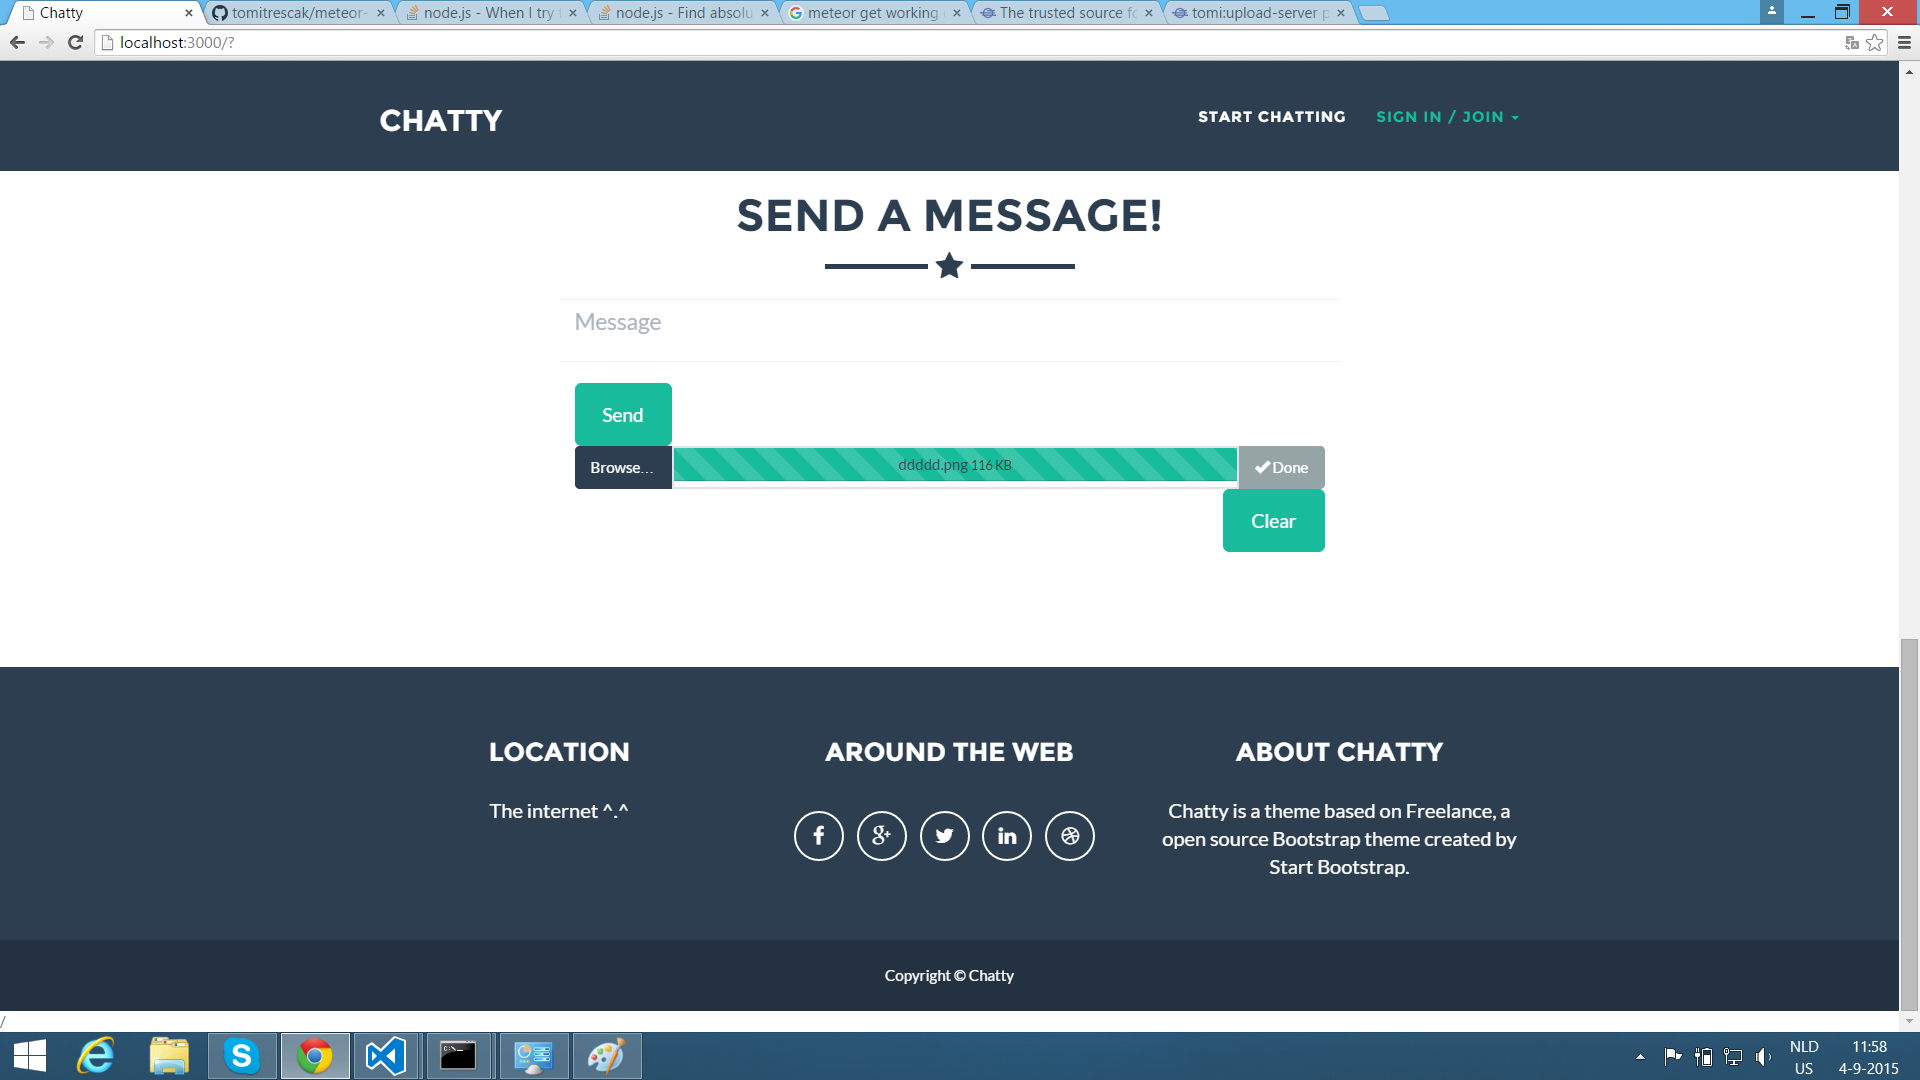 Chatty
tomitrescak/meteor-
node.js - When I try t
node.js - Find absolu
meteor get working
The trusted source fo
tomi:upload-server p
localhost:3000/?
CHATTY
START CHATTING
SIGN IN / JOIN
SEND A MESSAGE!
Message
Send
Browse...
ddddd.png 116 KB
Done
Clear
LOCATION
The internet ^.^
AROUND THE WEB
ABOUT CHATTY
Chatty is a theme based on Freelance, a
open source Bootstrap theme created by
Start Bootstrap.
Copyright © Chatty
/
NLD
US
11:58
4-9-2015